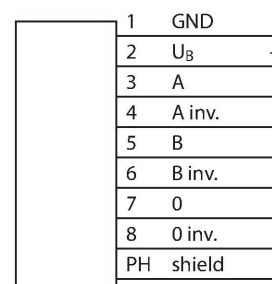 1 GND
2 U_B
3 A
4 A inv.
5 B
6 B inv.
7 0
8 0 inv.
PH shield